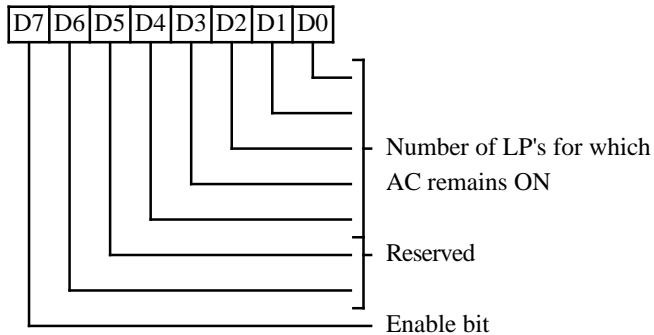 D7 D6 D5 D4 D3 D2 D1 D0
Number of LP's for which
AC remains ON
Reserved
Enable bit